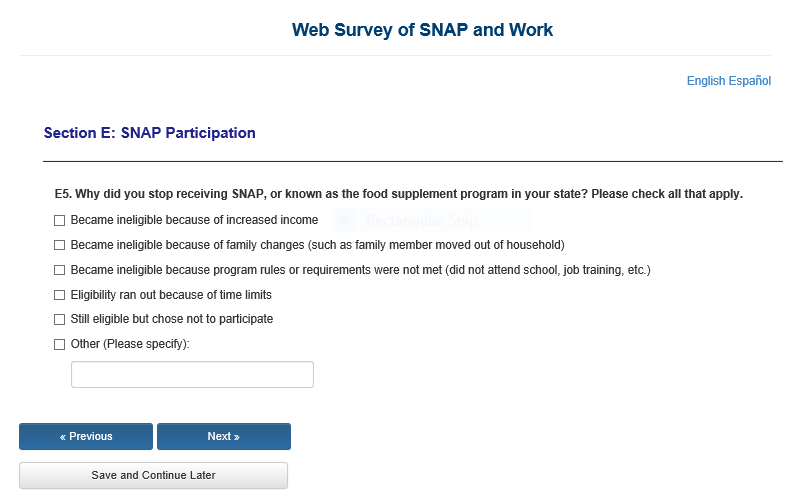 Web Survey of SNAP and Work
English Español
Section E: SNAP Participation
E5. Why did you stop receiving SNAP, or known as the food supplement program in your state? Please check all that apply.
Became ineligible because of increased income
Rectangular Snip
Became ineligible because of family changes (such as family member moved out of household)
Became ineligible because program rules or requirements were not met (did not attend school, job training, etc.)
Eligibility ran out because of time limits
Still eligible but chose not to participate
Other (Please specify):
« Previous
Next »
Save and Continue Later